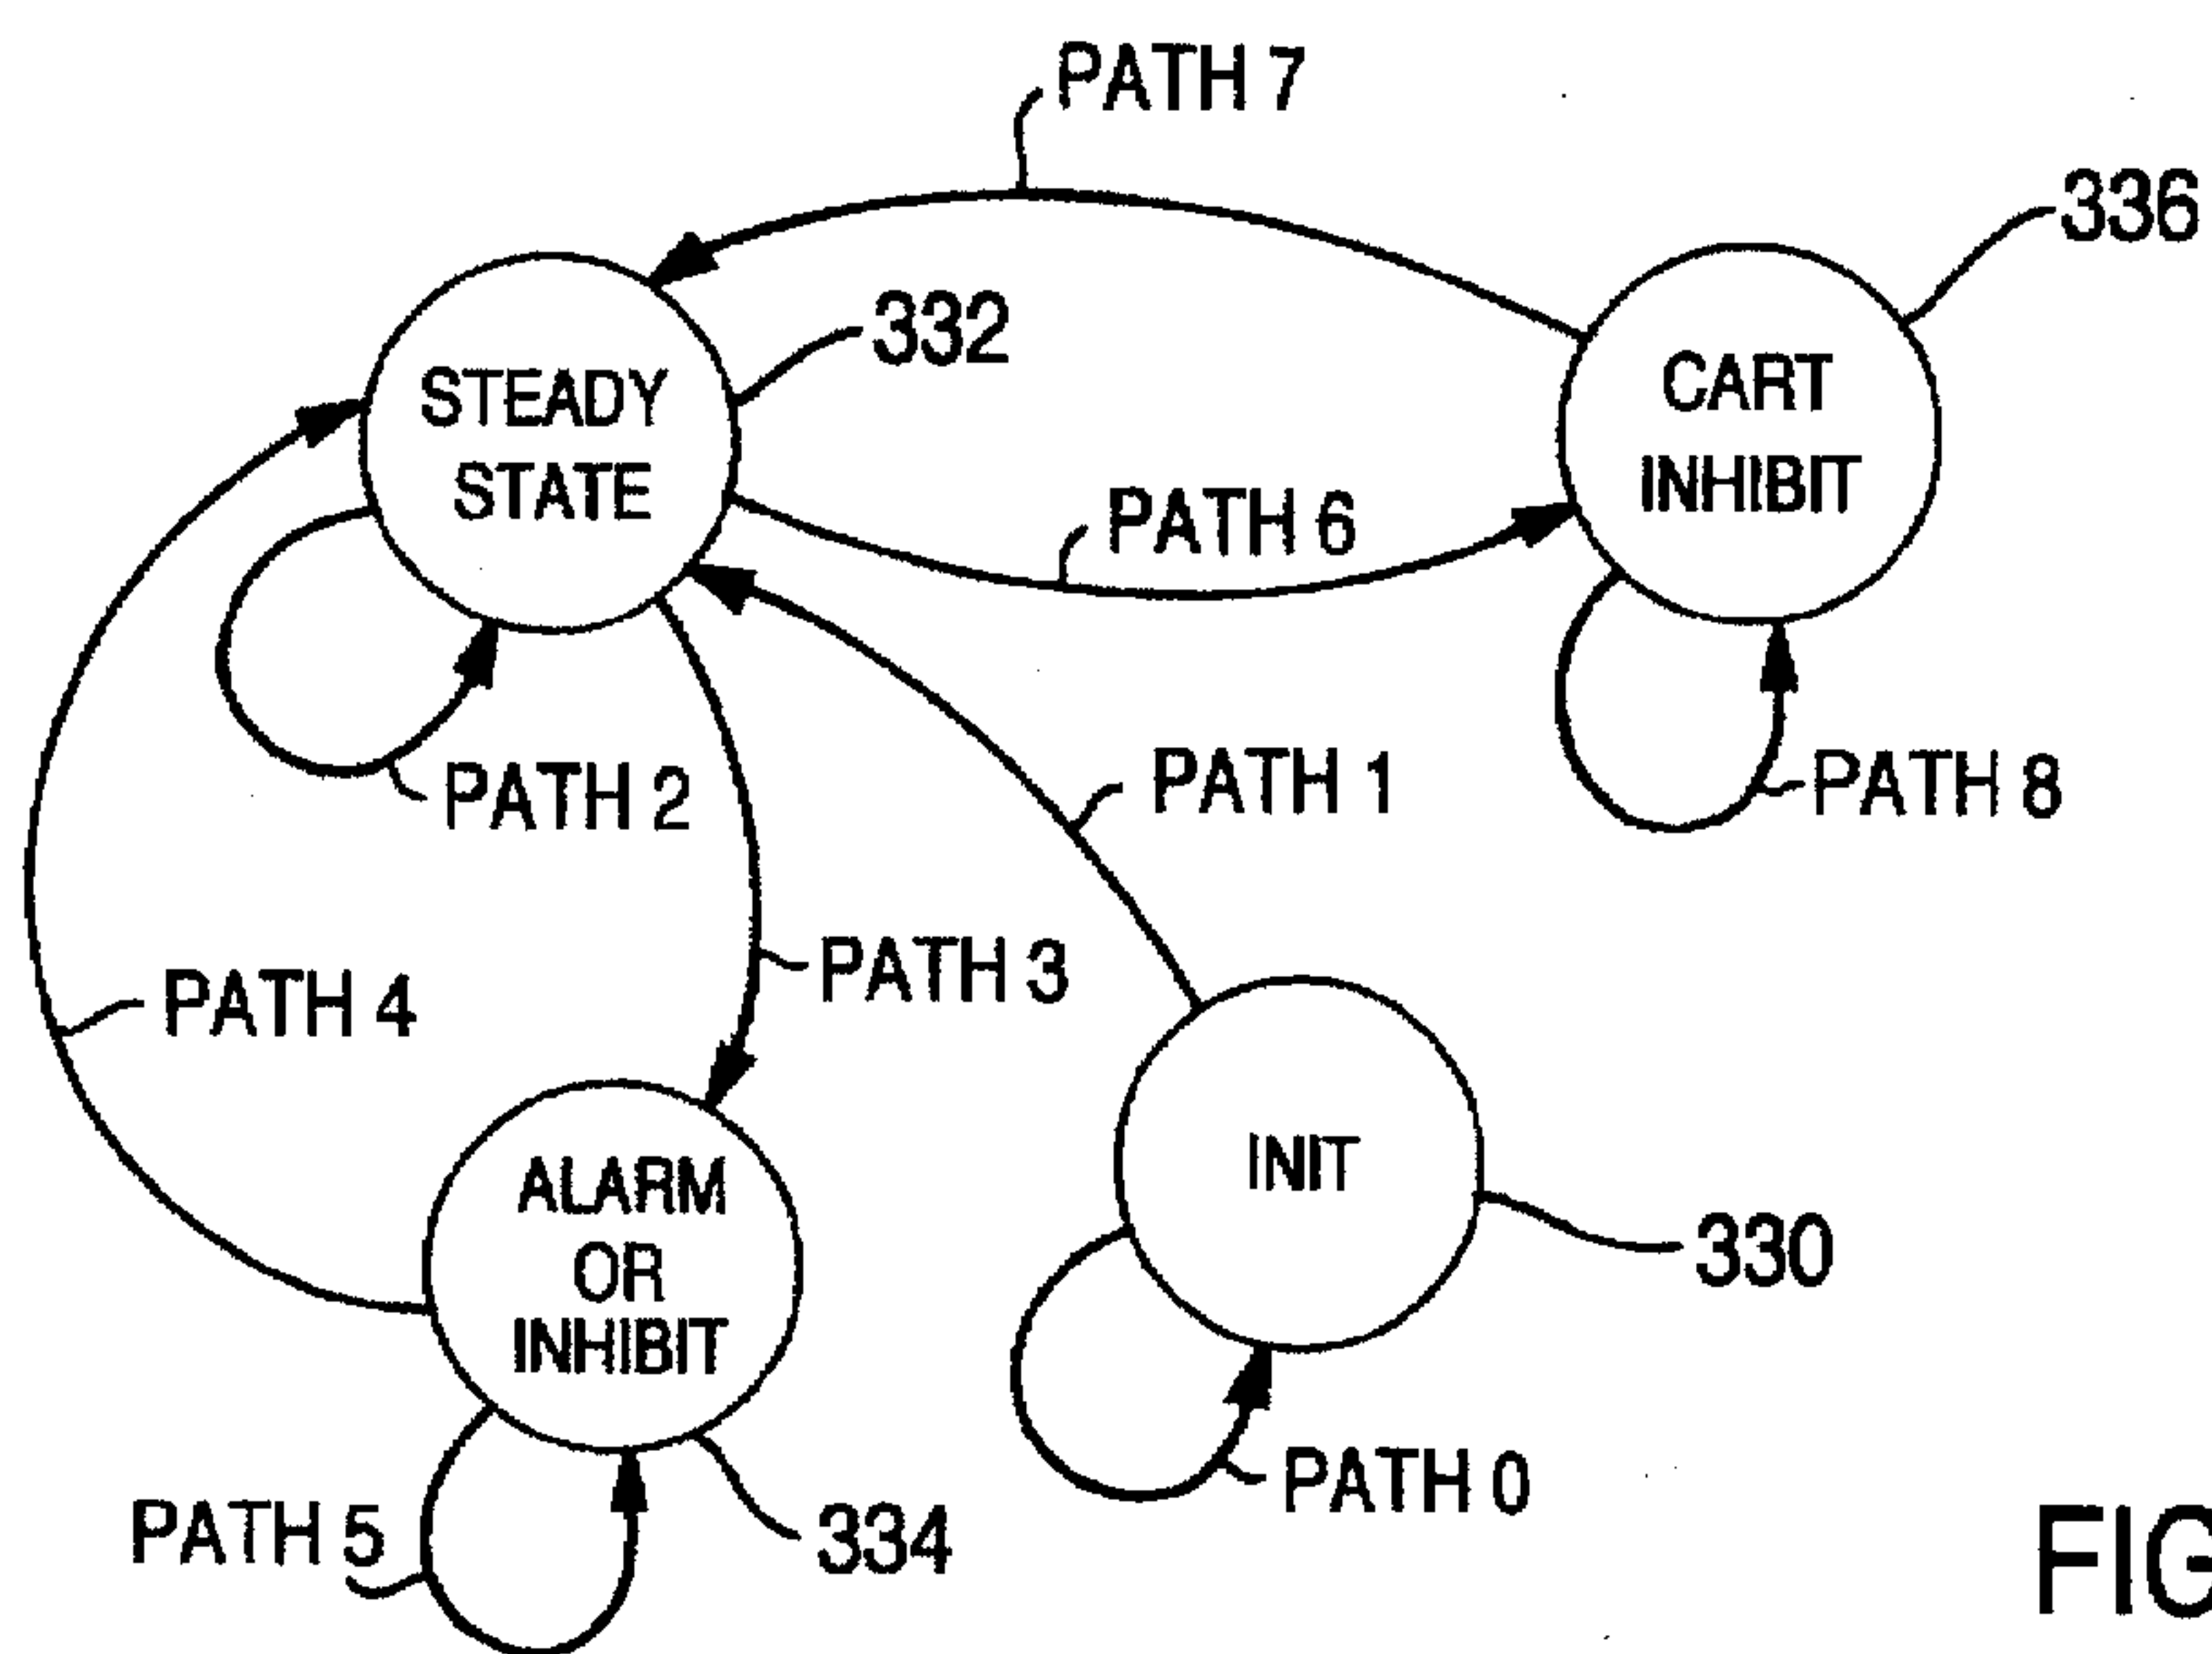 PATH 7
336
332
STEADY
STATE
CART
INHIBIT
PATH 6
PATH 2
PATH 1
PATH 8
PATH 3
PATH 4
ALARM
OR
INHIBIT
INIT
330
PATH 0
PATH 5
334
FIG